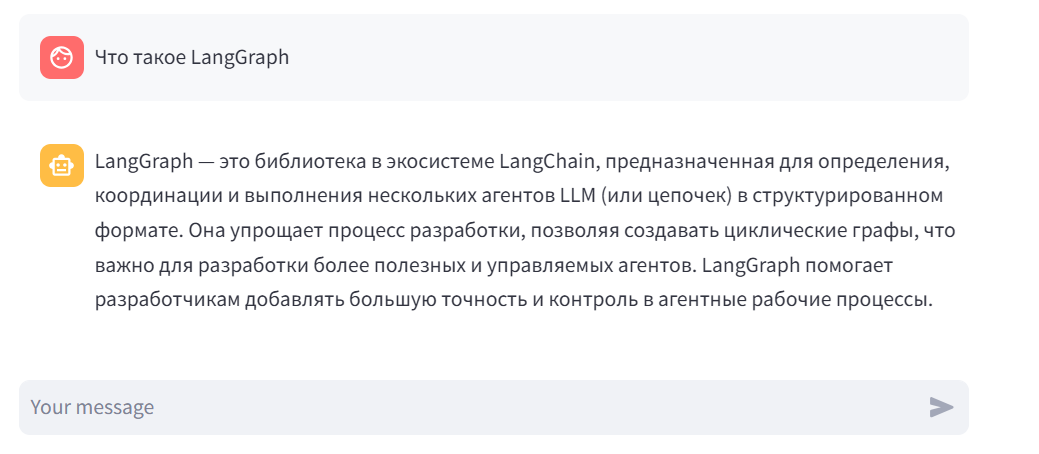 Что такое LangGraph
LangGraph — это библиотека в экосистеме LangChain, предназначенная для определения,
координации и выполнения нескольких агентов LLM (или цепочек) в структурированном
формате. Она упрощает процесс разработки, позволяя создавать циклические графы, что
важно для разработки более полезных и управляемых агентов. LangGraph помогает
разработчикам добавлять большую точность и контроль в агентные рабочие процессы.
Your message